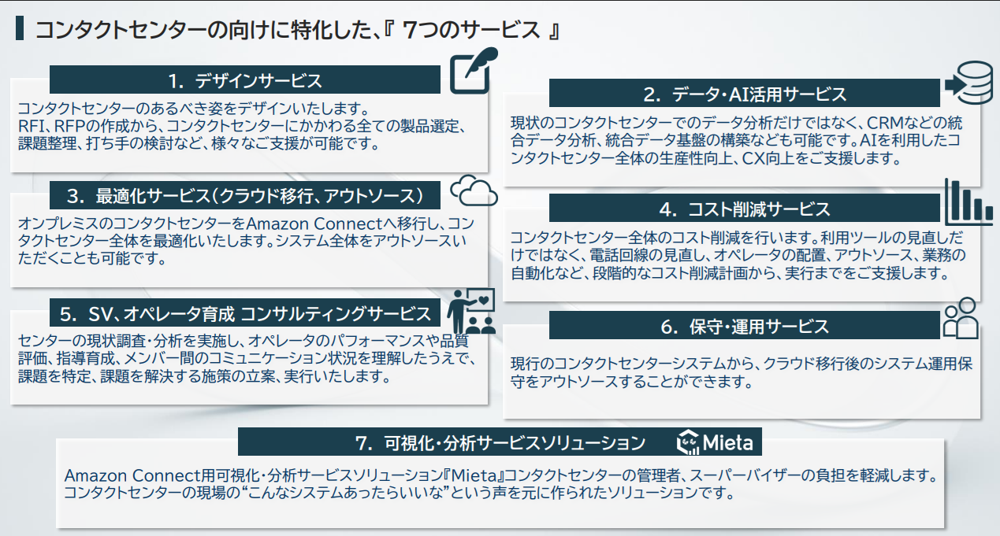 コンタクトセンターの向けに特化した、『 7つのサービス 』
1. デザインサービス
コンタクトセンターのあるべき姿をデザインいたします。
RFI、RFPの作成から、コンタクトセンターにかかわる全ての製品選定、
課題整理、打ち手の検討など、様々なご支援が可能です。
2. データ・AI活用サービス
現状のコンタクトセンターでのデータ分析だけではなく、CRMなどの統
合データ分析、統合データ基盤の構築なども可能です。AIを利用したコ
ンタクトセンター全体の生産性向上、CX向上をご支援します。
3. 最適化サービス(クラウド移行、アウトソース)
オンプレミスのコンタクトセンターをAmazon Connectへ移行し、コン
タクトセンター全体を最適化いたします。システム全体をアウトソースい
ただくことも可能です。
4. コスト削減サービス
コンタクトセンター全体のコスト削減を行います。利用ツールの見直しだ
けではなく、電話回線の見直し、オペレータの配置、アウトソース、業務の
自動化など、段階的なコスト削減計画から、実行までをご支援します。
5. SV、オペレータ育成 コンサルティングサービス
センターの現状調査・分析を実施し、オペレータのパフォーマンスや品質
評価、指導育成、メンバー間のコミュニケーション状況を理解したうえで、
課題を特定、課題を解決する施策の立案、実行いたします。
6. 保守・運用サービス
現行のコンタクトセンターシステムから、クラウド移行後のシステム運用保
守をアウトソースすることができます。
7. 可視化・分析サービスソリューション Mieta
Amazon Connect用可視化・分析サービスソリューション『Mieta』コンタクトセンターの管理者、スーパーバイザーの負担を軽減します。
コンタクトセンターの現場の“こんなシステムあったらいいな”という声を元に作られたソリューションです。